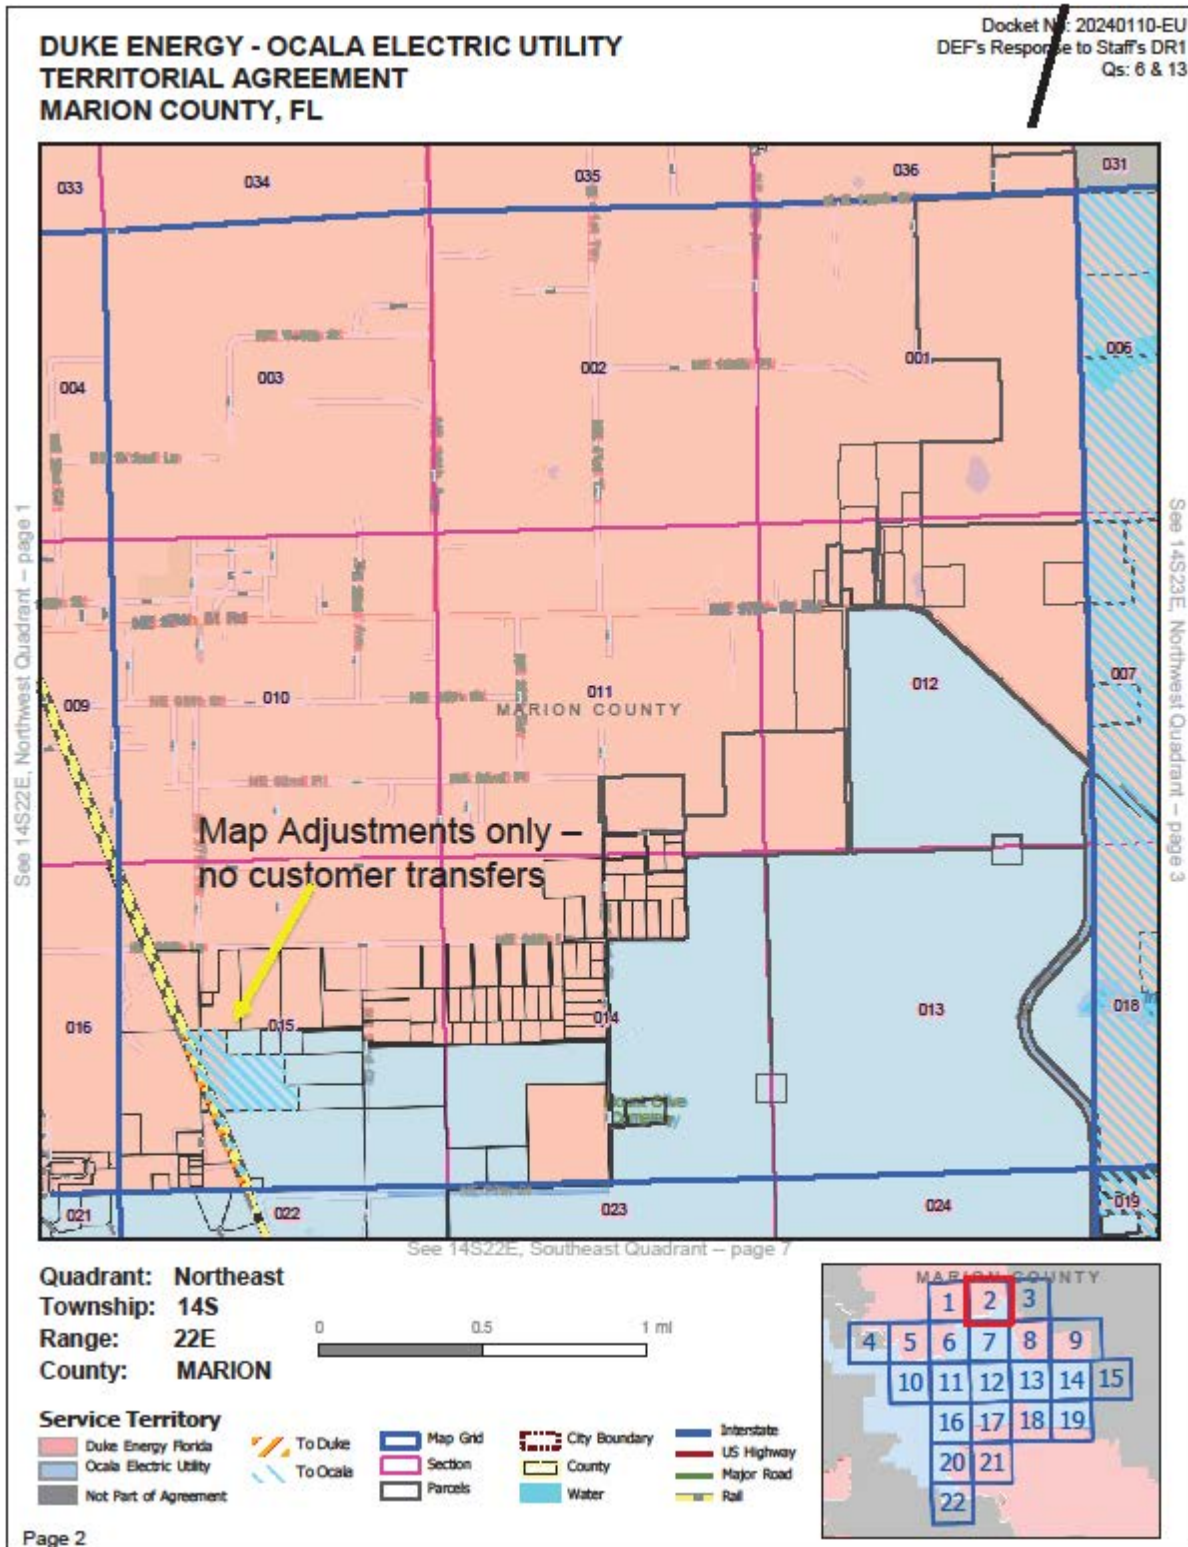 DUKE ENERGY - OCALA ELECTRIC UTILITY
TERRITORIAL AGREEMENT
MARION COUNTY, FL
Docket No: 20240110-EU
DEF's Response to Staff's DR1
Qs: 6 & 13
033
034
035
036
031
004
003
002
001
006
009
010
011
012
007
MARION COUNTY
Map Adjustments only –
no customer transfers
016
015
014
013
018
Mount Olive
Cemetery
021
022
023
024
019
See 14S22E, Northwest Quadrant – page 1
See 14S23E, Northwest Quadrant – page 3
See 14S22E, Southeast Quadrant – page 7
Quadrant: Northeast
Township: 14S
Range: 22E
County: MARION
0 0.5 1 mi
Service Territory
Duke Energy Florida
Ocala Electric Utility
Not Part of Agreement
To Duke
To Ocala
Map Grid
Section
Parcels
City Boundary
County
Water
Interstate
US Highway
Major Road
Rail
MARION COUNTY
1 2 3
4 5 6 7 8 9
10 11 12 13 14 15
16 17 18 19
20 21
22
Page 2